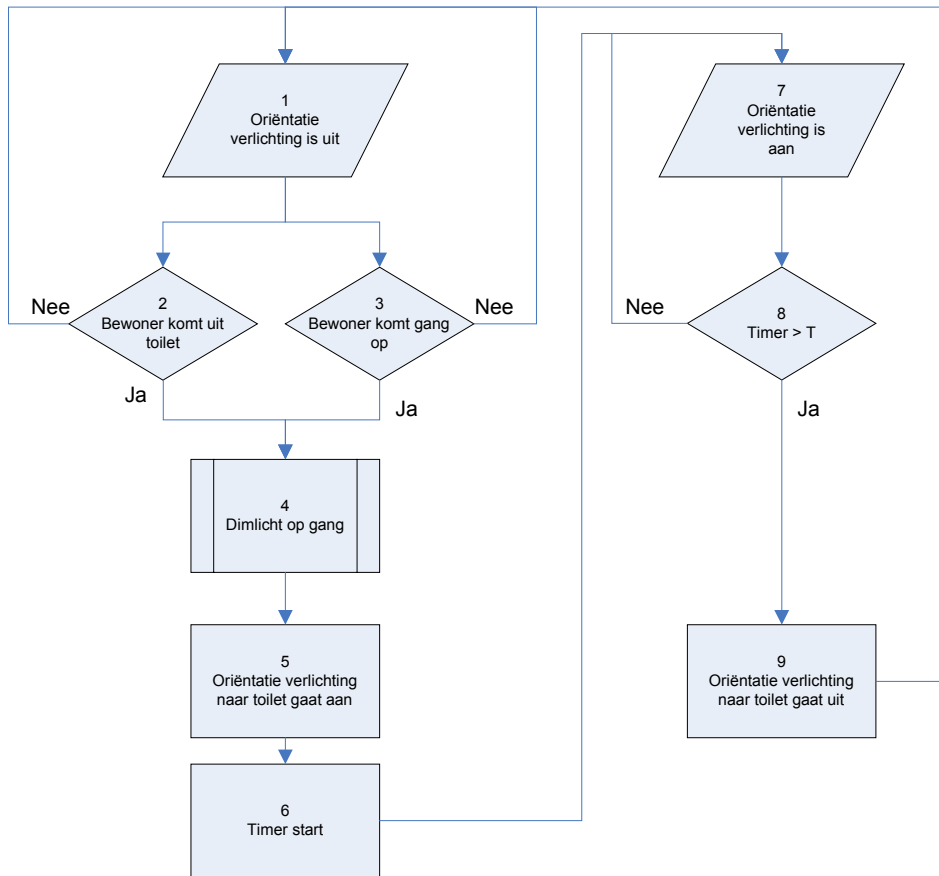 1
Oriëntatie
verlichting is uit
2
Bewoner komt uit
toilet
Nee
Ja
3
Bewoner komt gang
op
Nee
Ja
4
Dimlicht op gang
5
Oriëntatie verlichting
naar toilet gaat aan
6
Timer start
7
Oriëntatie
verlichting is
aan
8
Timer > T
Nee
Ja
9
Oriëntatie verlichting
naar toilet gaat uit